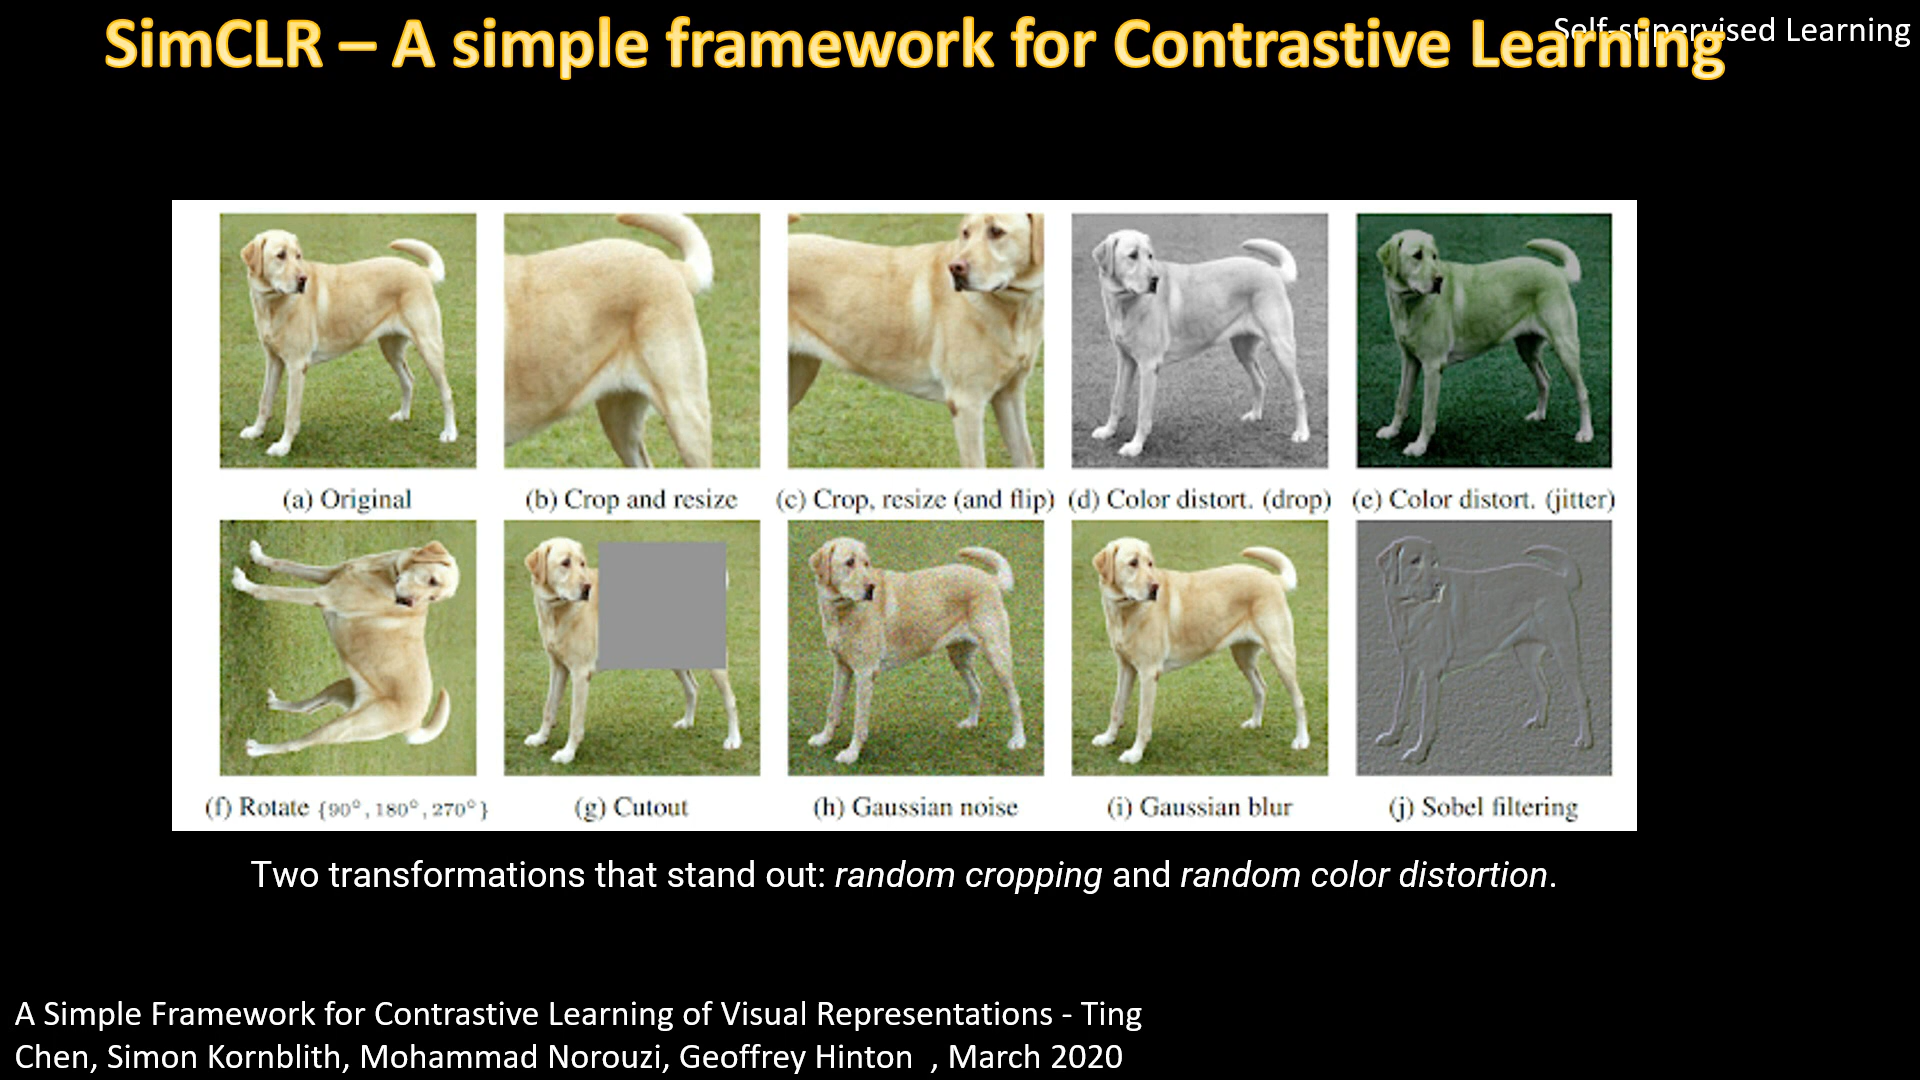 SimCLR – A simple framework for Contrastive Learning
Self-supervised Learning
(a) Original
(b) Crop and resize
(c) Crop, resize (and flip)
(d) Color distort. (drop)
(e) Color distort. (jitter)
(f) Rotate {90°, 180°, 270°}
(g) Cutout
(h) Gaussian noise
(i) Gaussian blur
(j) Sobel filtering
Two transformations that stand out: random cropping and random color distortion.
A Simple Framework for Contrastive Learning of Visual Representations - Ting
Chen, Simon Kornblith, Mohammad Norouzi, Geoffrey Hinton , March 2020